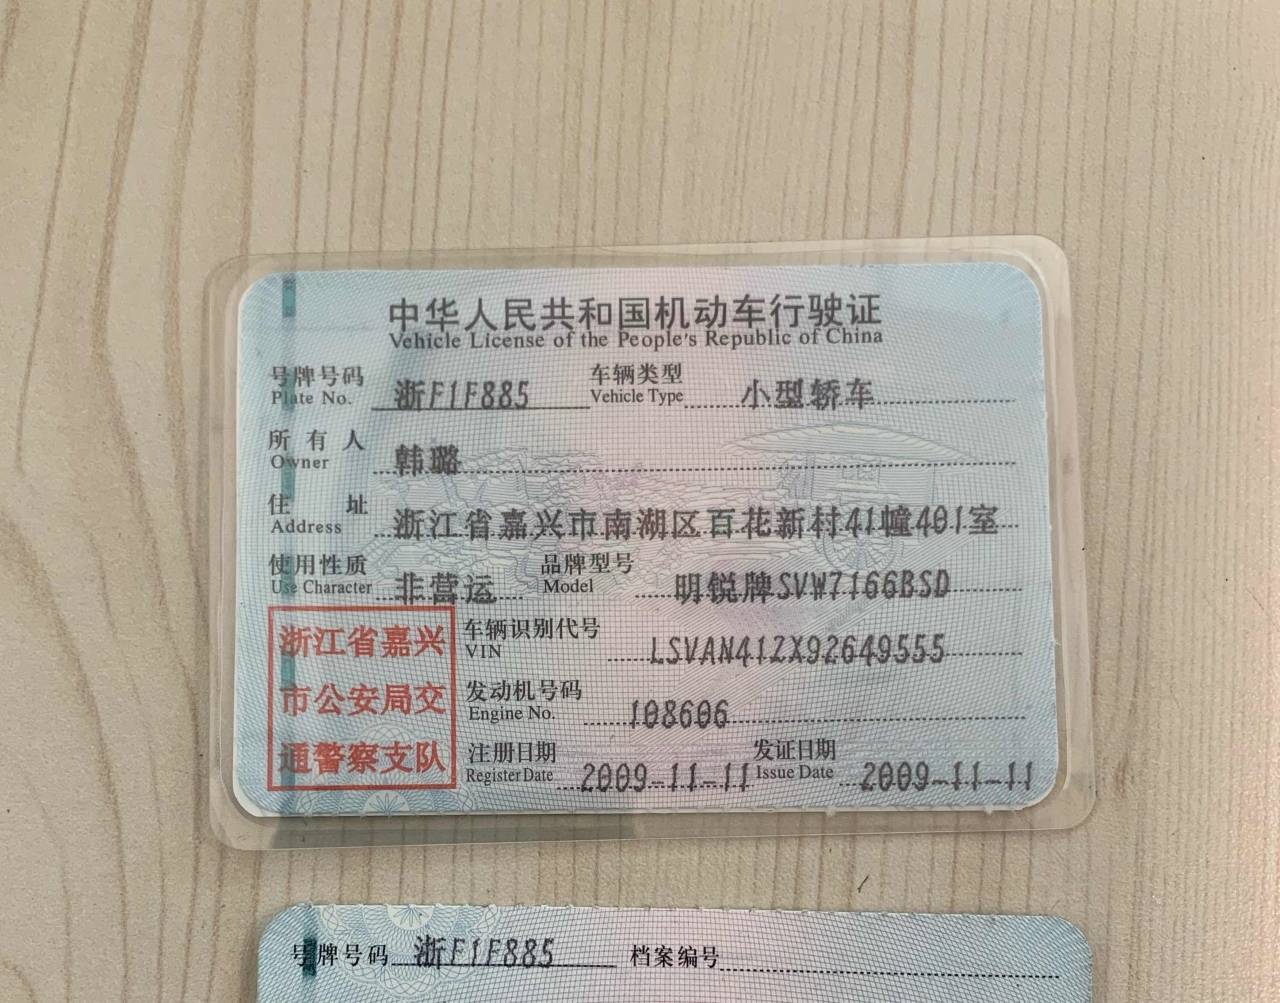 中华人民共和国机动车行驶证
Vehicle License of the People's Republic of China
号牌号码 浙F1F885 车辆类型 小型轿车
Plate No. Vehicle Type
所有人 韩璐
Owner
住址 浙江省嘉兴市南湖区百花新村41幢401室
Address
使用性质 非营运 品牌型号 明锐牌SVW7166BSD
Use Character Model
浙江省嘉兴
市公安局交
通警察支队
车辆识别代号 LSVAN41ZX92649555
VIN
发动机号码 108606
Engine No.
注册日期 2009-11-11 发证日期 2009-11-11
Register Date Issue Date
号牌号码 浙F1F885 档案编号